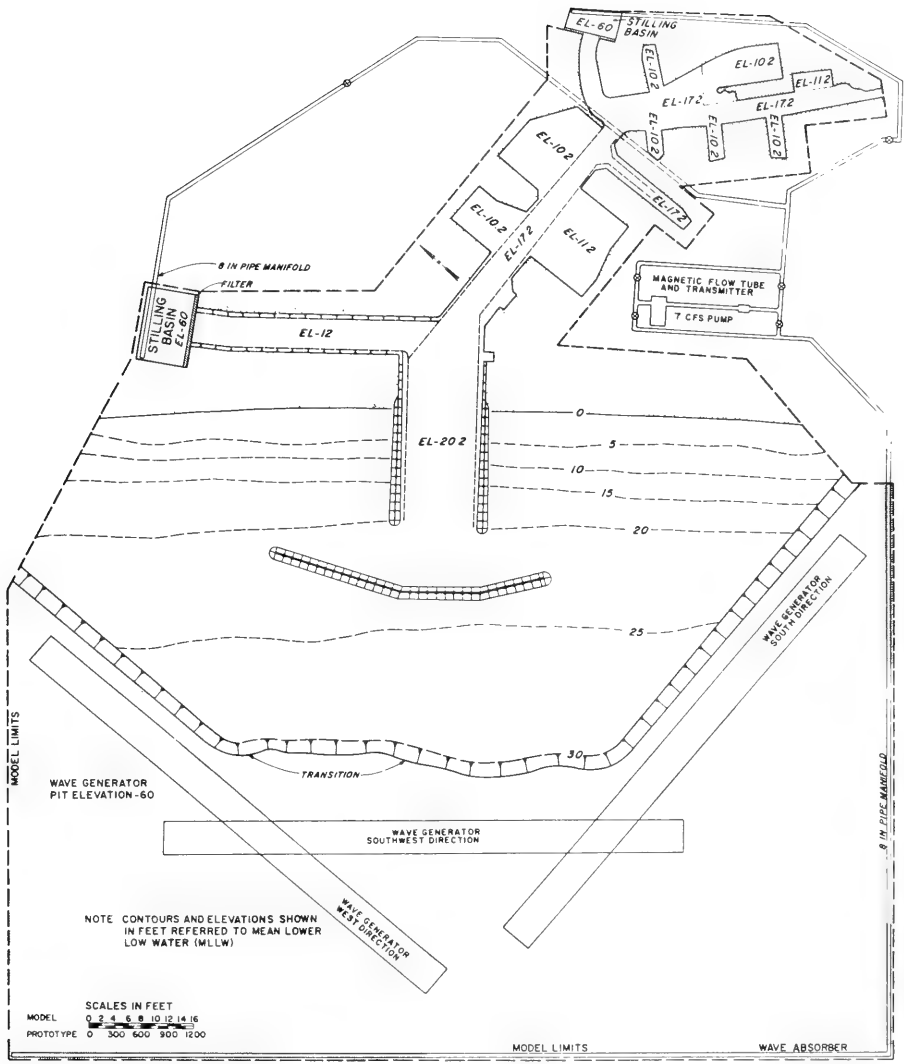 EL-60
STILLING
BASIN
EL-10.2
EL-10.2
EL-11.2
EL-17.2
EL-17.2
EL-10.2
EL-10.2
EL-10.2
EL-10.2
EL-17.2
EL-10.2
EL-17.2
EL-11.2
8 IN PIPE MANIFOLD
FILTER
MAGNETIC FLOW TUBE
AND TRANSMITTER
7 CFS PUMP
STILLING
BASIN
EL-60
EL-12
0
EL-20.2
5
10
15
20
25
WAVE GENERATOR
SOUTH DIRECTION
MODEL LIMITS
30
TRANSITION
8 IN PIPE MANIFOLD
WAVE GENERATOR
PIT ELEVATION-60
WAVE GENERATOR
SOUTHWEST DIRECTION
WAVE GENERATOR
WEST DIRECTION
NOTE CONTOURS AND ELEVATIONS SHOWN
IN FEET REFERRED TO MEAN LOWER
LOW WATER (MLLW)
SCALES IN FEET
MODEL 0 2 4 6 8 10 12 14 16
PROTOTYPE 0 300 600 900 1200
MODEL LIMITS
WAVE ABSORBER